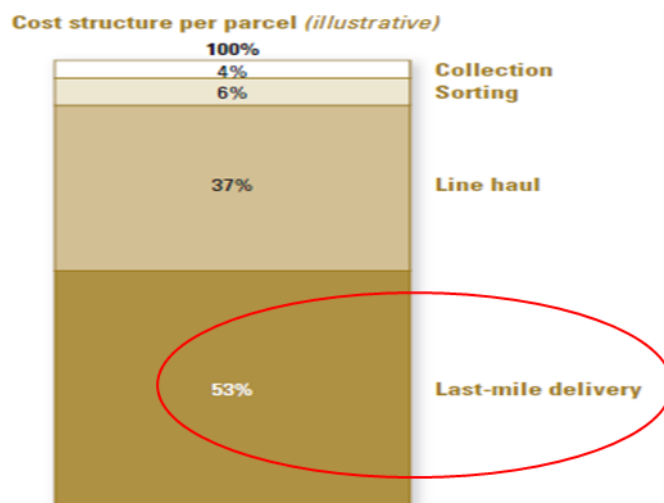 Cost structure per parcel (illustrative)
100%
4% Collection
6% Sorting
37% Line haul
53% Last-mile delivery